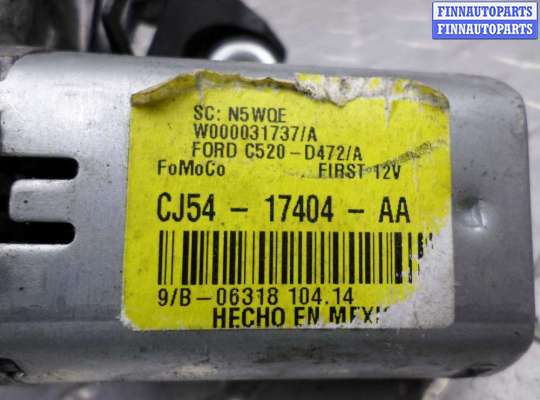 FINNAUTOPARTS
FINNAUTOPARTS
SC: N5WQE
W000031737/A
FORD C520-D472/A
FoMoCo FIRST 12V
CJ54 - 17404 - AA
9/B-06318 104.14
HECHO EN MEXI